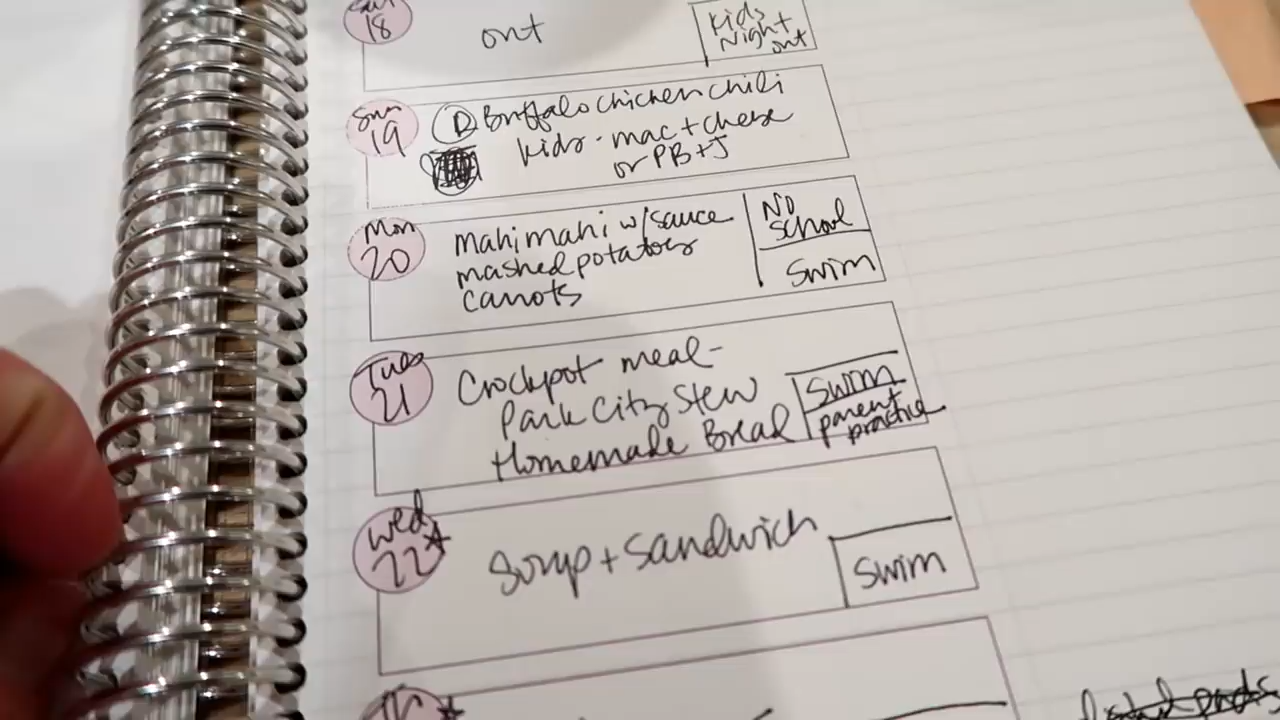 Sat
18
out
Kids
Night
out
Sun
19
D Buffalo chicken chili
kids - mac + cheese
or PB+J
Mon
20
mahi mahi w/sauce
mashed potatoes
carrots
No
School
Swim
Tues
21
Crockpot meal-
Park City Stew
Homemade Bread
Swim
parent
practice
Wed
22
Soup + Sandwich
Swim